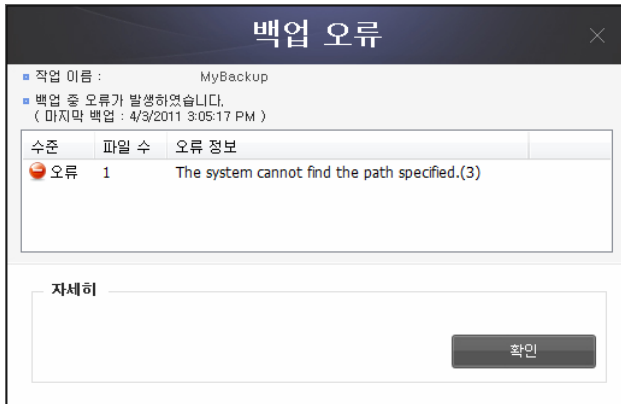 백업 오류
작업 이름 : MyBackup
백업 중 오류가 발생하였습니다.
( 마지막 백업 : 4/3/2011 3:05:17 PM )
수준 파일 수 오류 정보
오류 1 The system cannot find the path specified.(3)
자세히
확인